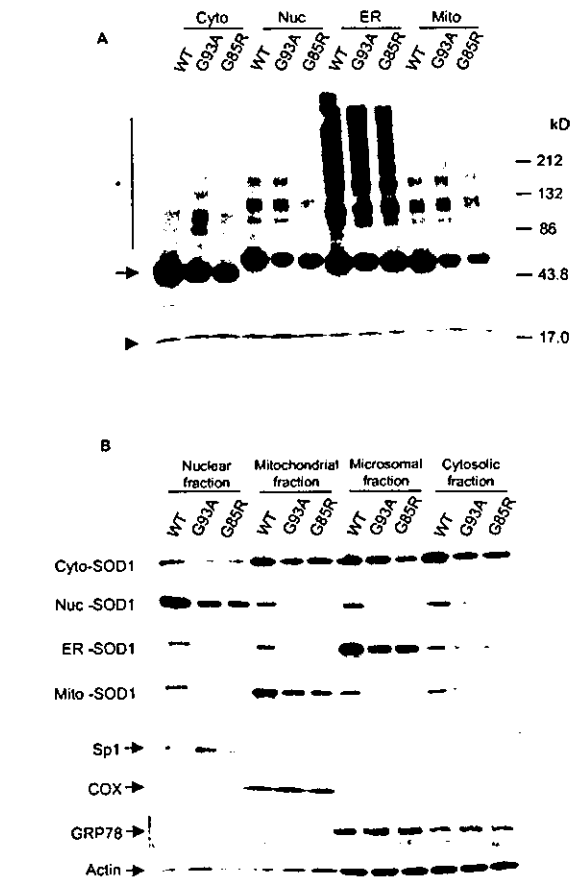 A
Cyto Nuc ER Mito
WT G93A G85R WT G93A G85R WT G93A G85R WT G93A G85R
kD
212
132
86
43.8
17.0
B
Nuclear fraction Mitochondrial fraction Microsomal fraction Cytosolic fraction
WT G93A G85R WT G93A G85R WT G93A G85R WT G93A G85R
Cyto-SOD1
Nuc -SOD1
ER -SOD1
Mito -SOD1
Sp1
COX
GRP78
Actin